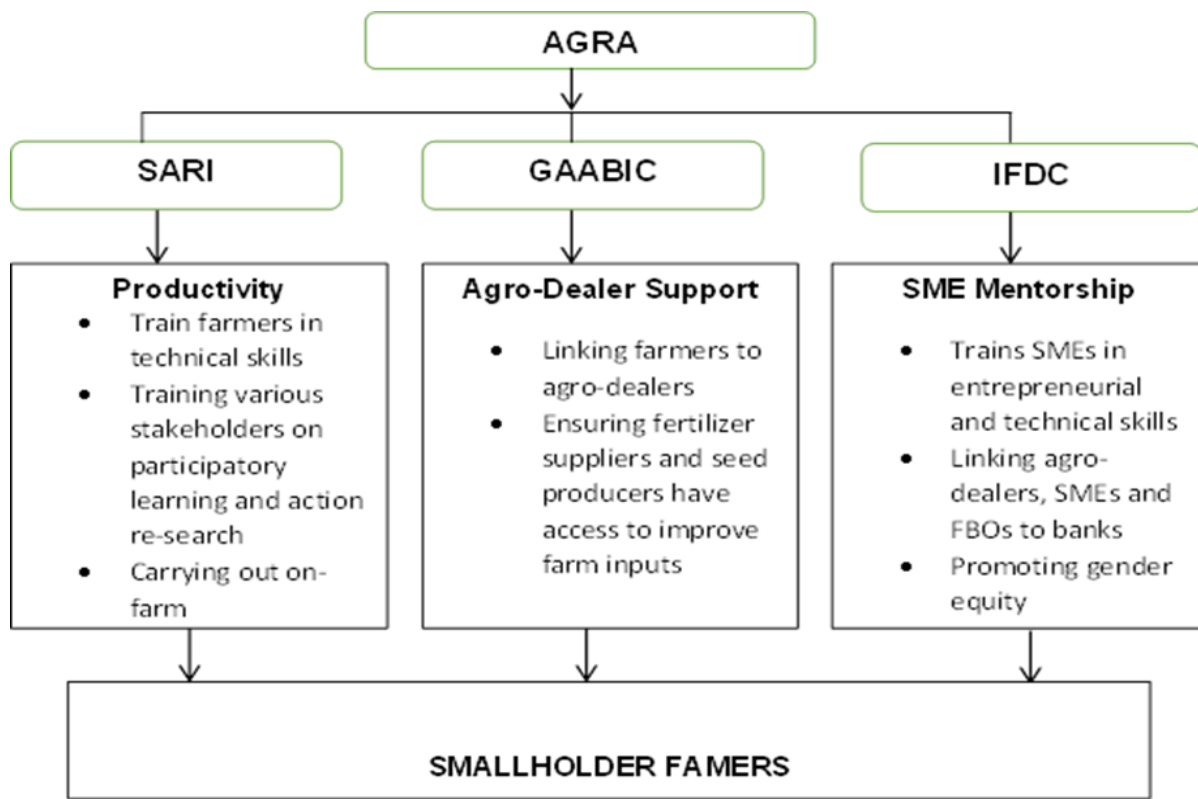 AGRA
SARI
GAABIC
IFDC
Productivity
• Train farmers in
technical skills
• Training various
stakeholders on
participatory
learning and action
re-search
• Carrying out on-
farm
Agro-Dealer Support
• Linking farmers to
agro-dealers
• Ensuring fertilizer
suppliers and seed
producers have
access to improve
farm inputs
SME Mentorship
• Trains SMEs in
entrepreneurial
and technical skills
• Linking agro-
dealers, SMEs and
FBOs to banks
• Promoting gender
equity
SMALLHOLDER FAMERS